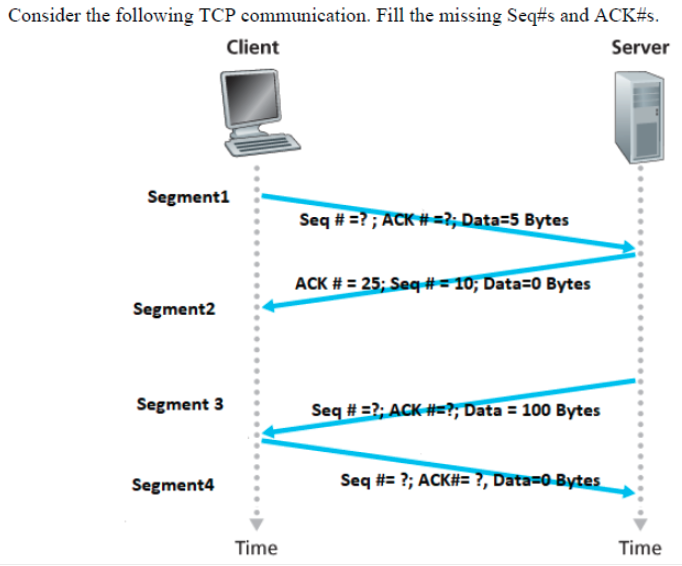 Consider the following TCP communication. Fill the missing Seq#s and ACK#s.
Client
Server
Segment1
Seq # =? ; ACK # =?; Data=5 Bytes
ACK # = 25; Seq # = 10; Data=0 Bytes
Segment2
Segment 3
Seq # =?; ACK #=?; Data = 100 Bytes
Segment4
Seq #= ?; ACK#= ?, Data=0 Bytes
Time
Time